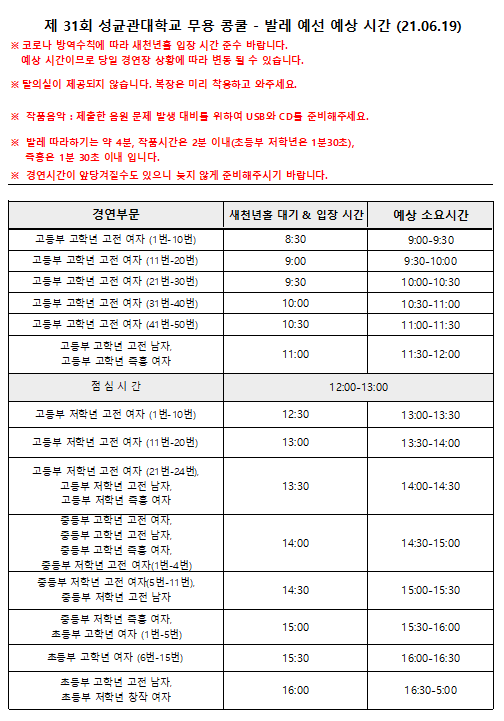 제 31회 성균관대학교 무용 콩쿨 - 발레 예선 예상 시간 (21.06.19)
※ 코로나 방역수칙에 따라 새천년홀 입장 시간 준수 바랍니다.
예상 시간이므로 당일 경연장 상황에 따라 변동 될 수 있습니다.
※ 탈의실이 제공되지 않습니다. 복장은 미리 착용하고 와주세요.
※ 작품음악 : 제출한 음원 문제 발생 대비를 위하여 USB와 CD를 준비해주세요.
※ 발레 따라하기는 약 4분, 작품시간은 2분 이내(초등부 저학년은 1분30초),
즉흥은 1분 30초 이내 입니다.
※ 경연시간이 앞당겨질수도 있으니 늦지 않게 준비해주시기 바랍니다.
경연부문 새천년홀 대기 & 입장 시간 예상 소요시간
고등부 고학년 고전 여자 (1번-10번) 8:30 9:00-9:30
고등부 고학년 고전 여자 (11번-20번) 9:00 9:30-10:00
고등부 고학년 고전 여자 (21번-30번) 9:30 10:00-10:30
고등부 고학년 고전 여자 (31번-40번) 10:00 10:30-11:00
고등부 고학년 고전 여자 (41번-50번) 10:30 11:00-11:30
고등부 고학년 고전 남자,
고등부 고학년 즉흥 여자 11:00 11:30-12:00
점 심 시 간 12:00-13:00
고등부 저학년 고전 여자 (1번-10번) 12:30 13:00-13:30
고등부 저학년 고전 여자 (11번-20번) 13:00 13:30-14:00
고등부 저학년 고전 여자 (21번-24번),
고등부 저학년 고전 남자,
고등부 저학년 즉흥 여자 13:30 14:00-14:30
중등부 고학년 고전 여자,
중등부 고학년 고전 남자,
중등부 고학년 즉흥 여자,
중등부 저학년 고전 여자(1번-4번) 14:00 14:30-15:00
중등부 저학년 고전 여자(5번-11번),
중등부 저학년 고전 남자 14:30 15:00-15:30
중등부 저학년 즉흥 여자,
초등부 고학년 여자 (1번-5번) 15:00 15:30-16:00
초등부 고학년 여자 (6번-15번) 15:30 16:00-16:30
초등부 고학년 고전 남자,
초등부 저학년 창작 여자 16:00 16:30-5:00